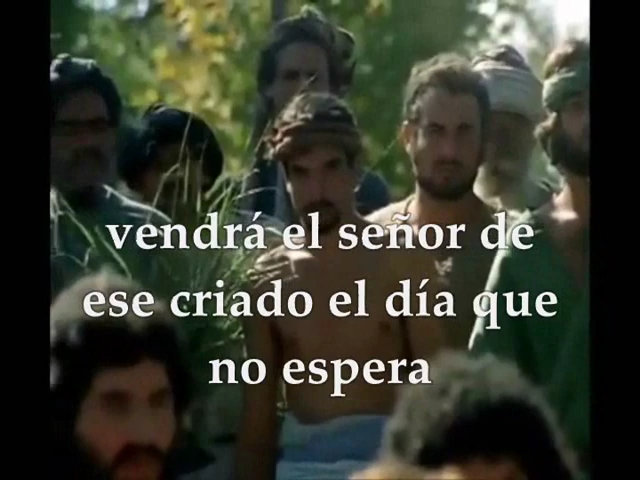 vendrá el señor de
ese criado el día que
no espera